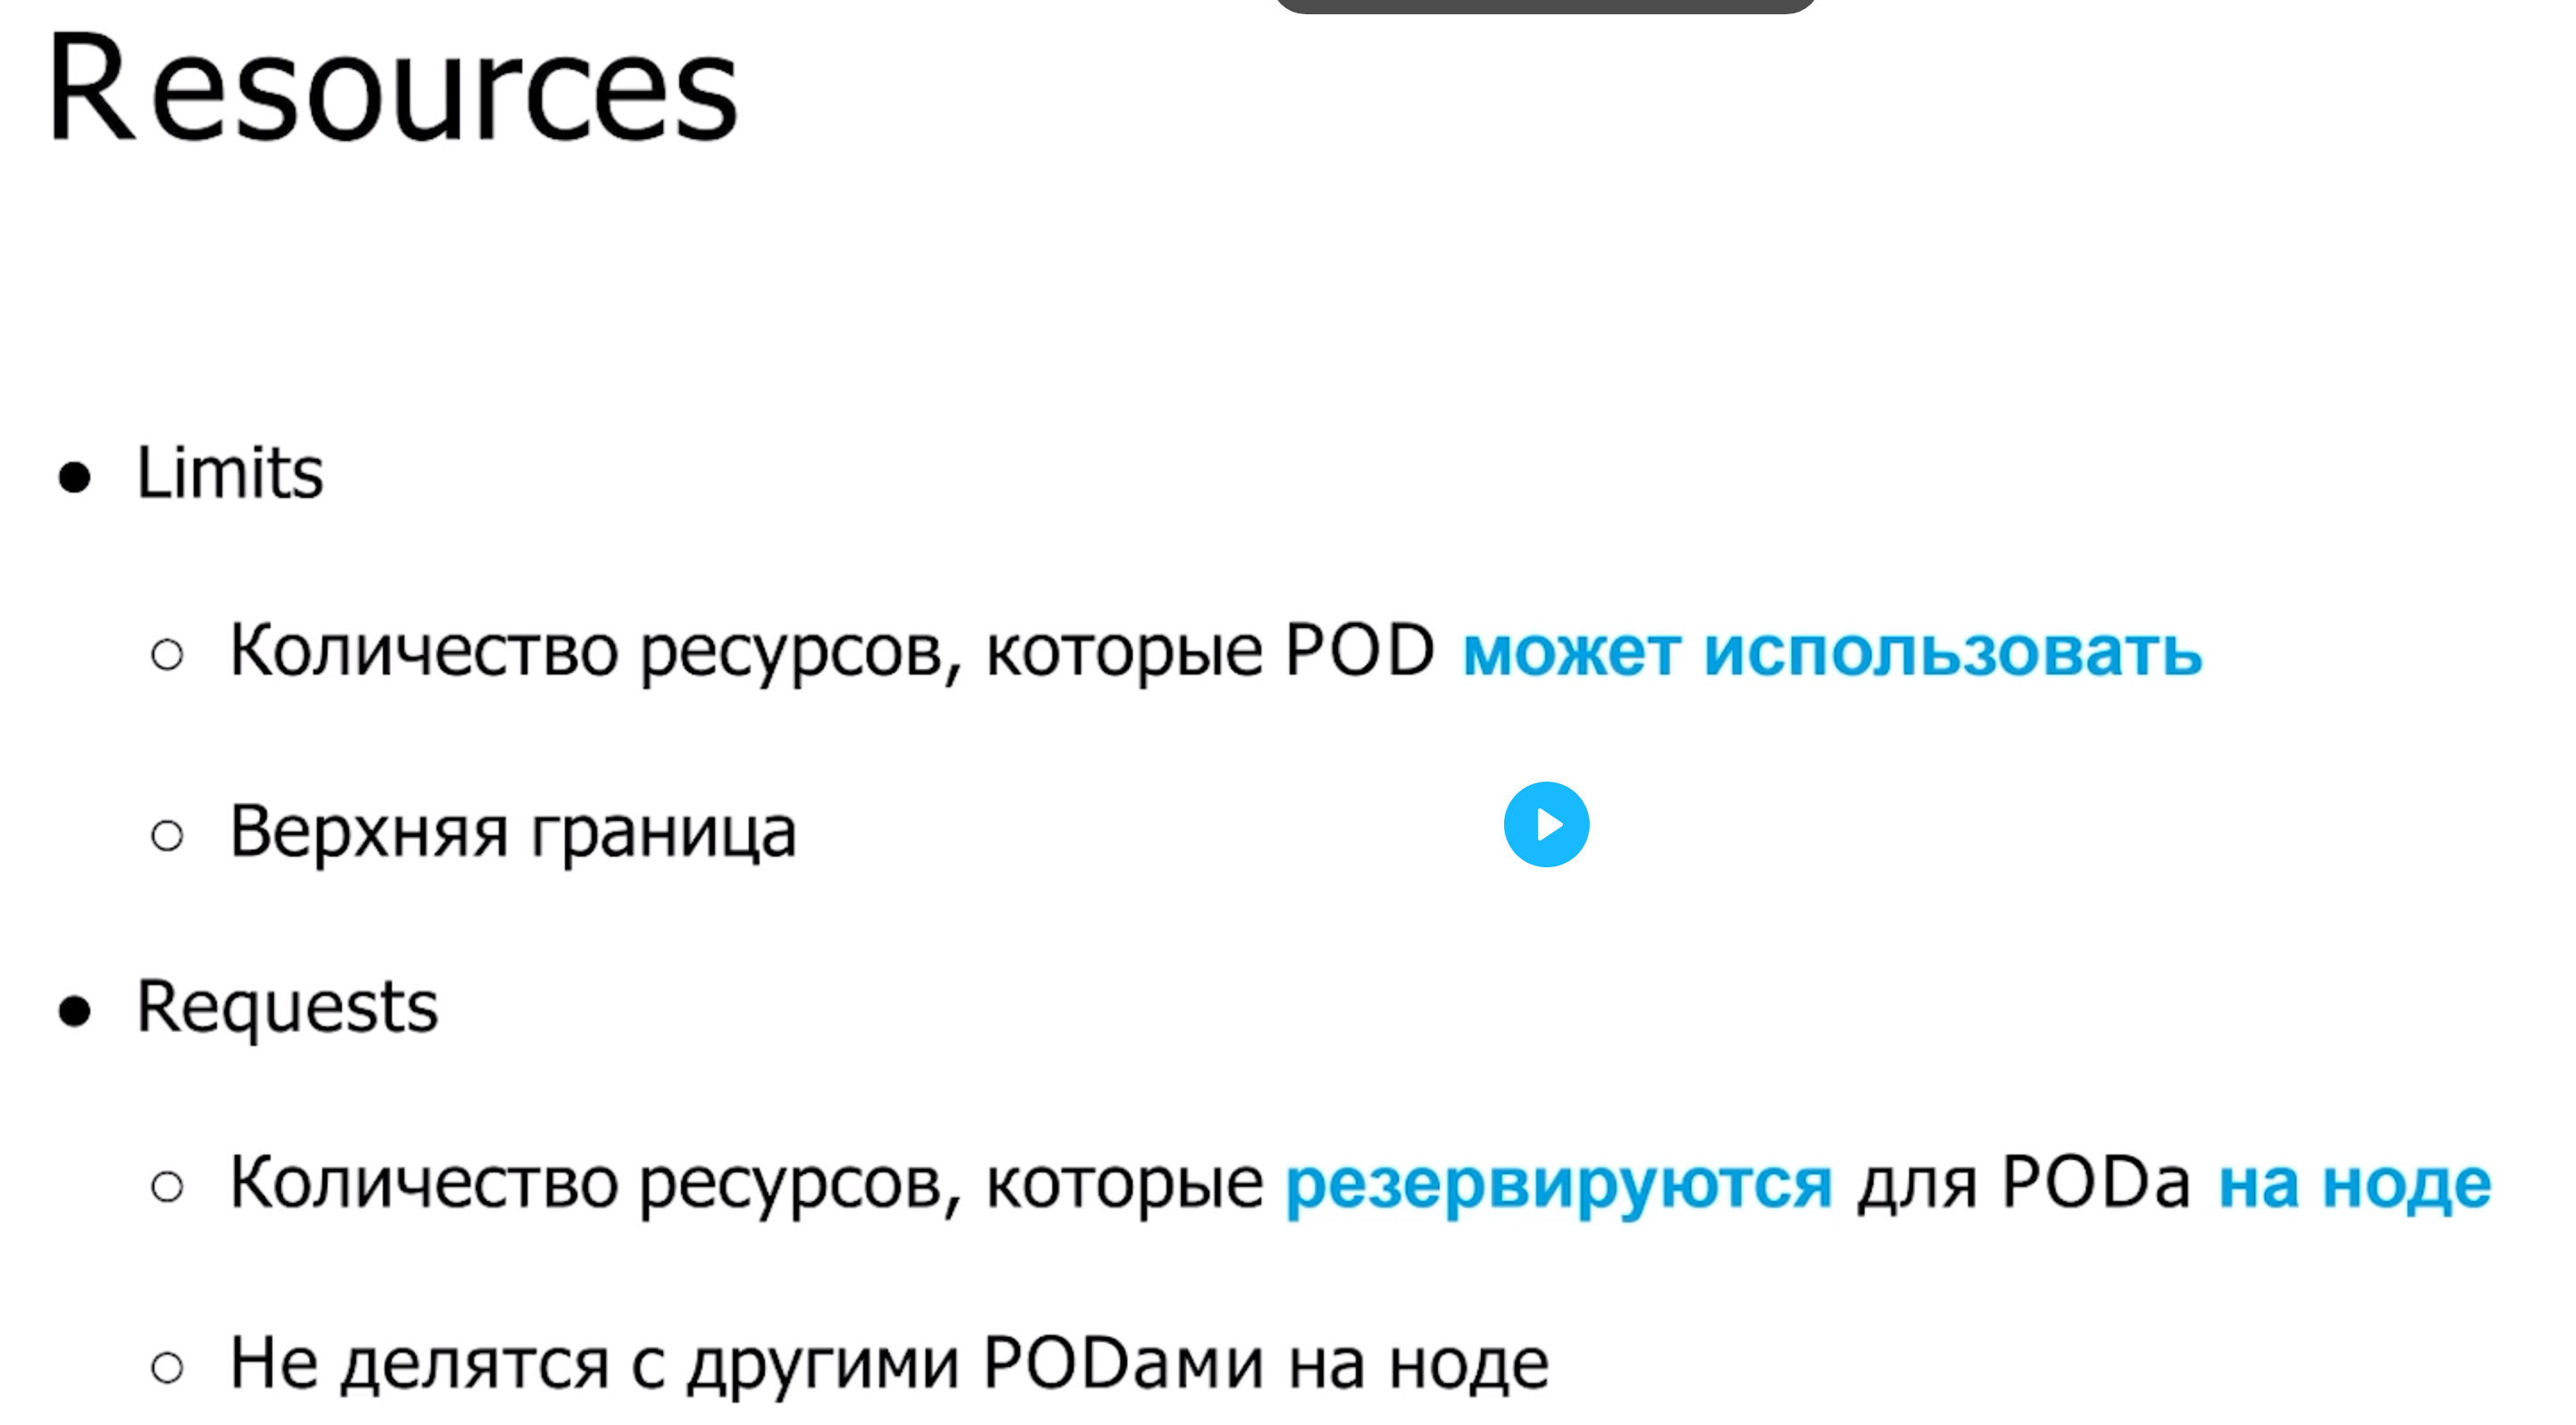 Resources
Limits
Количество ресурсов, которые POD может использовать
Верхняя граница
Requests
Количество ресурсов, которые резервируются для PODа на ноде
Не делятся с другими PODами на ноде